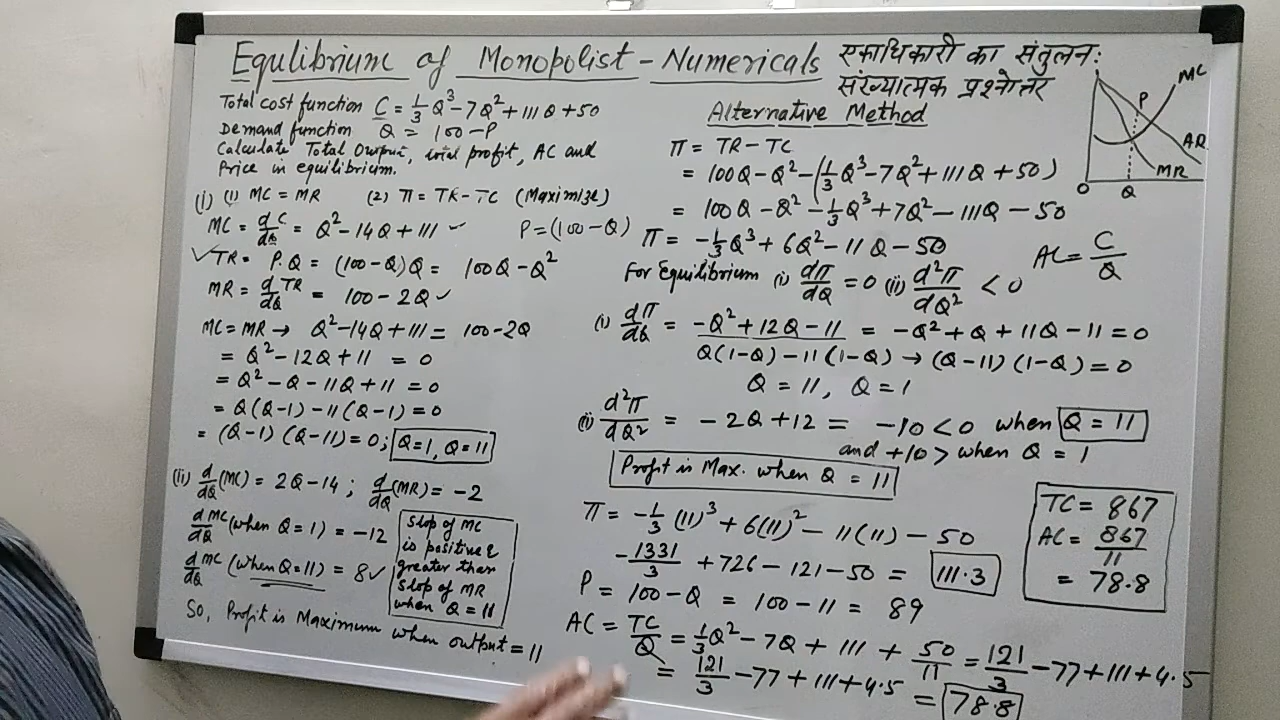 Equlibrium of Monopolist - Numericals एकाधिकारी का संतुलन:
संख्यात्मक प्रश्नोत्तर
Total cost function C = 1/3 Q³ - 7Q² + 111Q + 50
Demand function Q = 100 - P
Calculate Total Output, total profit, AC and
Price in equilibrium.
(i) (1) MC = MR (2) π = TR - TC (Maximize)
MC = dC/dQ = Q² - 14Q + 111 ✓ P = (100 - Q)
✓TR = P.Q = (100 - Q)Q = 100Q - Q²
MR = d TR/dQ = 100 - 2Q ✓
MC = MR → Q² - 14Q + 111 = 100 - 2Q
= Q² - 12Q + 11 = 0
= Q² - Q - 11Q + 11 = 0
= Q(Q-1) - 11(Q-1) = 0
= (Q-1) (Q-11) = 0; Q=1, Q=11
(ii) d/dQ (MC) = 2Q - 14 ; d/dQ (MR) = -2
d MC/dQ (when Q = 1) = -12
d MC/dQ (when Q = 11) = 8 ✓
Slop of MC
is positive &
greater than
Slop of MR
when Q = 11
So, Profit is Maximum when output = 11
Alternative Method
π = TR - TC
= 100Q - Q² - (1/3 Q³ - 7Q² + 111Q + 50)
= 100Q - Q² - 1/3 Q³ + 7Q² - 111Q - 50
π = -1/3 Q³ + 6Q² - 11Q - 50
AC = C/Q
For Equilibrium (i) dπ/dQ = 0 (ii) d²π/dQ² < 0
(i) dπ/dQ = -Q² + 12Q - 11 = -Q² + Q + 11Q - 11 = 0
Q(1-Q) - 11(1-Q) → (Q-11) (1-Q) = 0
Q = 11, Q = 1
(ii) d²π/dQ² = -2Q + 12 = -10 < 0 when Q = 11
and +10 > when Q = 1
Profit is Max. when Q = 11
π = -1/3 (11)³ + 6(11)² - 11(11) - 50
-1331/3 + 726 - 121 - 50 = 111.3
P = 100 - Q = 100 - 11 = 89
AC = TC/Q = 1/3 Q² - 7Q + 111 + 50/11 = 121/3 - 77 + 111 + 4.5
= 121/3 - 77 + 111 + 4.5 = 78.8
TC = 867
AC = 867/11
= 78.8
MC
P
AR
MR
O
Q